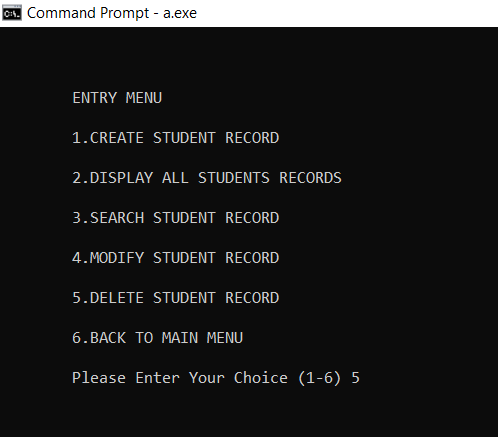 Command Prompt - a.exe
ENTRY MENU
1.CREATE STUDENT RECORD
2.DISPLAY ALL STUDENTS RECORDS
3.SEARCH STUDENT RECORD
4.MODIFY STUDENT RECORD
5.DELETE STUDENT RECORD
6.BACK TO MAIN MENU
Please Enter Your Choice (1-6) 5